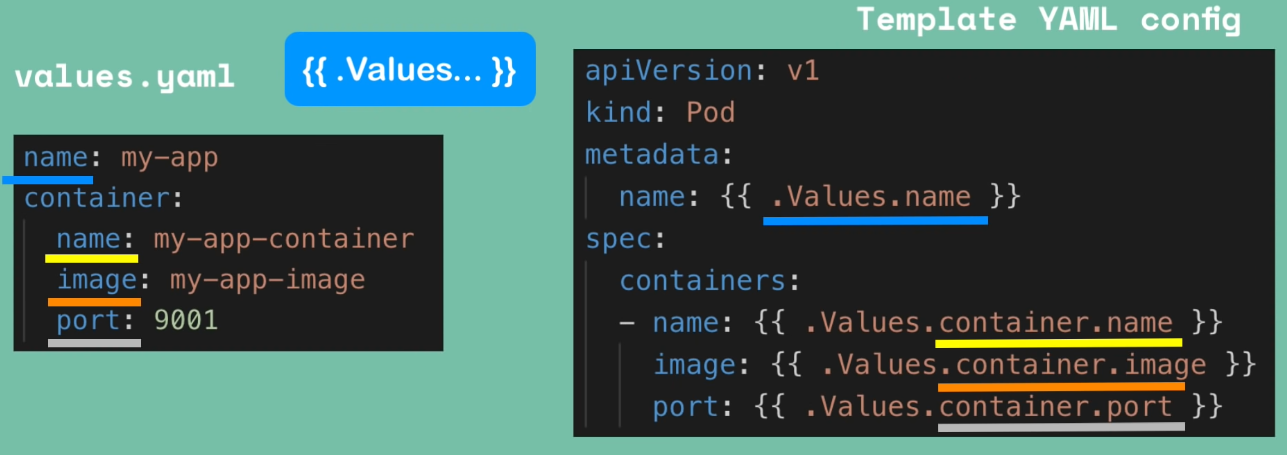 Template YAML config
values.yaml
{{ .Values... }}
name: my-app
container:
  name: my-app-container
  image: my-app-image
  port: 9001
apiVersion: v1
kind: Pod
metadata:
  name: {{ .Values.name }}
spec:
  containers:
  - name: {{ .Values.container.name }}
    image: {{ .Values.container.image }}
    port: {{ .Values.container.port }}